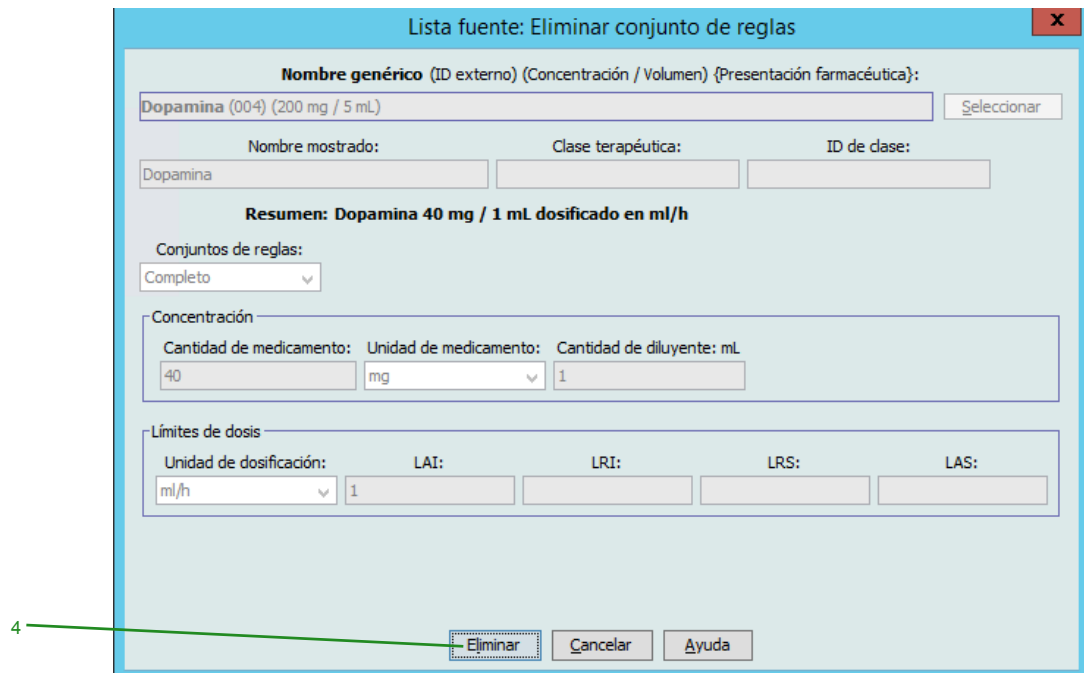 Lista fuente: Eliminar conjunto de reglas
x
Nombre genérico (ID externo) (Concentración / Volumen) {Presentación farmacéutica}:
Dopamina (004) (200 mg / 5 mL)
Seleccionar
Nombre mostrado: Clase terapéutica: ID de clase:
Dopamina
Resumen: Dopamina 40 mg / 1 mL dosificado en ml/h
Conjuntos de reglas:
Completo
Concentración
Cantidad de medicamento: Unidad de medicamento: Cantidad de diluyente: mL
40 mg 1
Límites de dosis
Unidad de dosificación: LAI: LRI: LRS: LAS:
ml/h 1
4
Eliminar Cancelar Ayuda